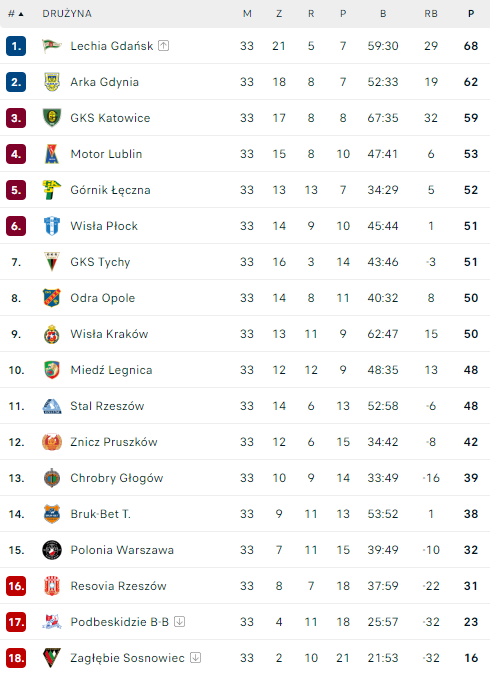 # DRUŻYNA M Z R P B RB P
1. Lechia Gdańsk 33 21 5 7 59:30 29 68
2. Arka Gdynia 33 18 8 7 52:33 19 62
3. GKS Katowice 33 17 8 8 67:35 32 59
4. Motor Lublin 33 15 8 10 47:41 6 53
5. Górnik Łęczna 33 13 13 7 34:29 5 52
6. Wisła Płock 33 14 9 10 45:44 1 51
7. GKS Tychy 33 16 3 14 43:46 -3 51
8. Odra Opole 33 14 8 11 40:32 8 50
9. Wisła Kraków 33 13 11 9 62:47 15 50
10. Miedź Legnica 33 12 12 9 48:35 13 48
11. Stal Rzeszów 33 14 6 13 52:58 -6 48
12. Znicz Pruszków 33 12 6 15 34:42 -8 42
13. Chrobry Głogów 33 10 9 14 33:49 -16 39
14. Bruk-Bet T. 33 9 11 13 53:52 1 38
15. Polonia Warszawa 33 7 11 15 39:49 -10 32
16. Resovia Rzeszów 33 8 7 18 37:59 -22 31
17. Podbeskidzie B-B 33 4 11 18 25:57 -32 23
18. Zagłębie Sosnowiec 33 2 10 21 21:53 -32 16